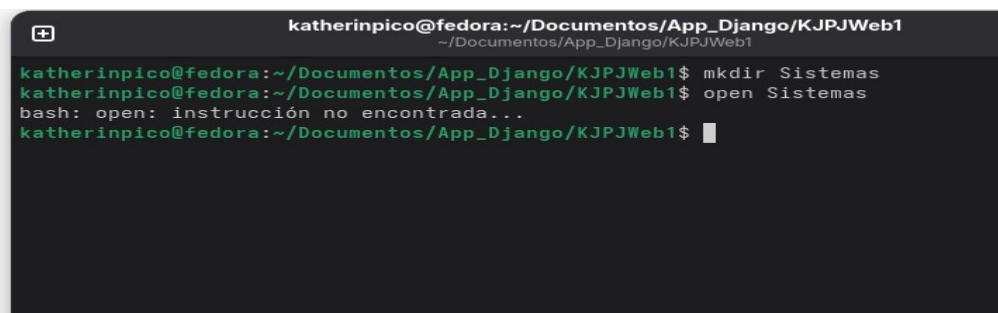 katherinpico@fedora:~/Documentos/App_Django/KJPJWeb1
~/Documentos/App_Django/KJPJWeb1
katherinpico@fedora:~/Documentos/App_Django/KJPJWeb1$ mkdir Sistemas
katherinpico@fedora:~/Documentos/App_Django/KJPJWeb1$ open Sistemas
bash: open: instrucción no encontrada...
katherinpico@fedora:~/Documentos/App_Django/KJPJWeb1$